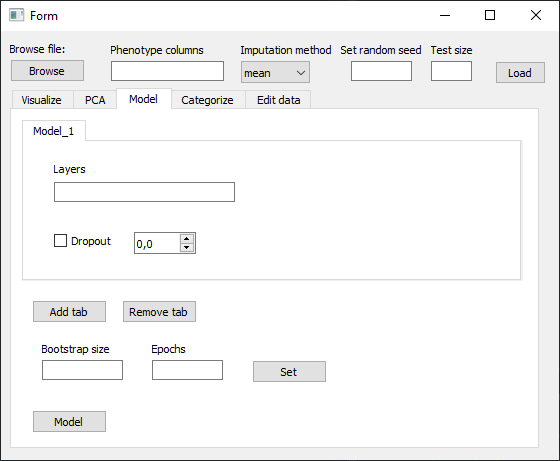 Form
Browse file: Phenotype columns Imputation method Set random seed Test size
Browse mean Load
Visualize PCA Model Categorize Edit data
Model_1
Layers
Dropout 0,0
Add tab Remove tab
Bootstrap size Epochs
Set
Model